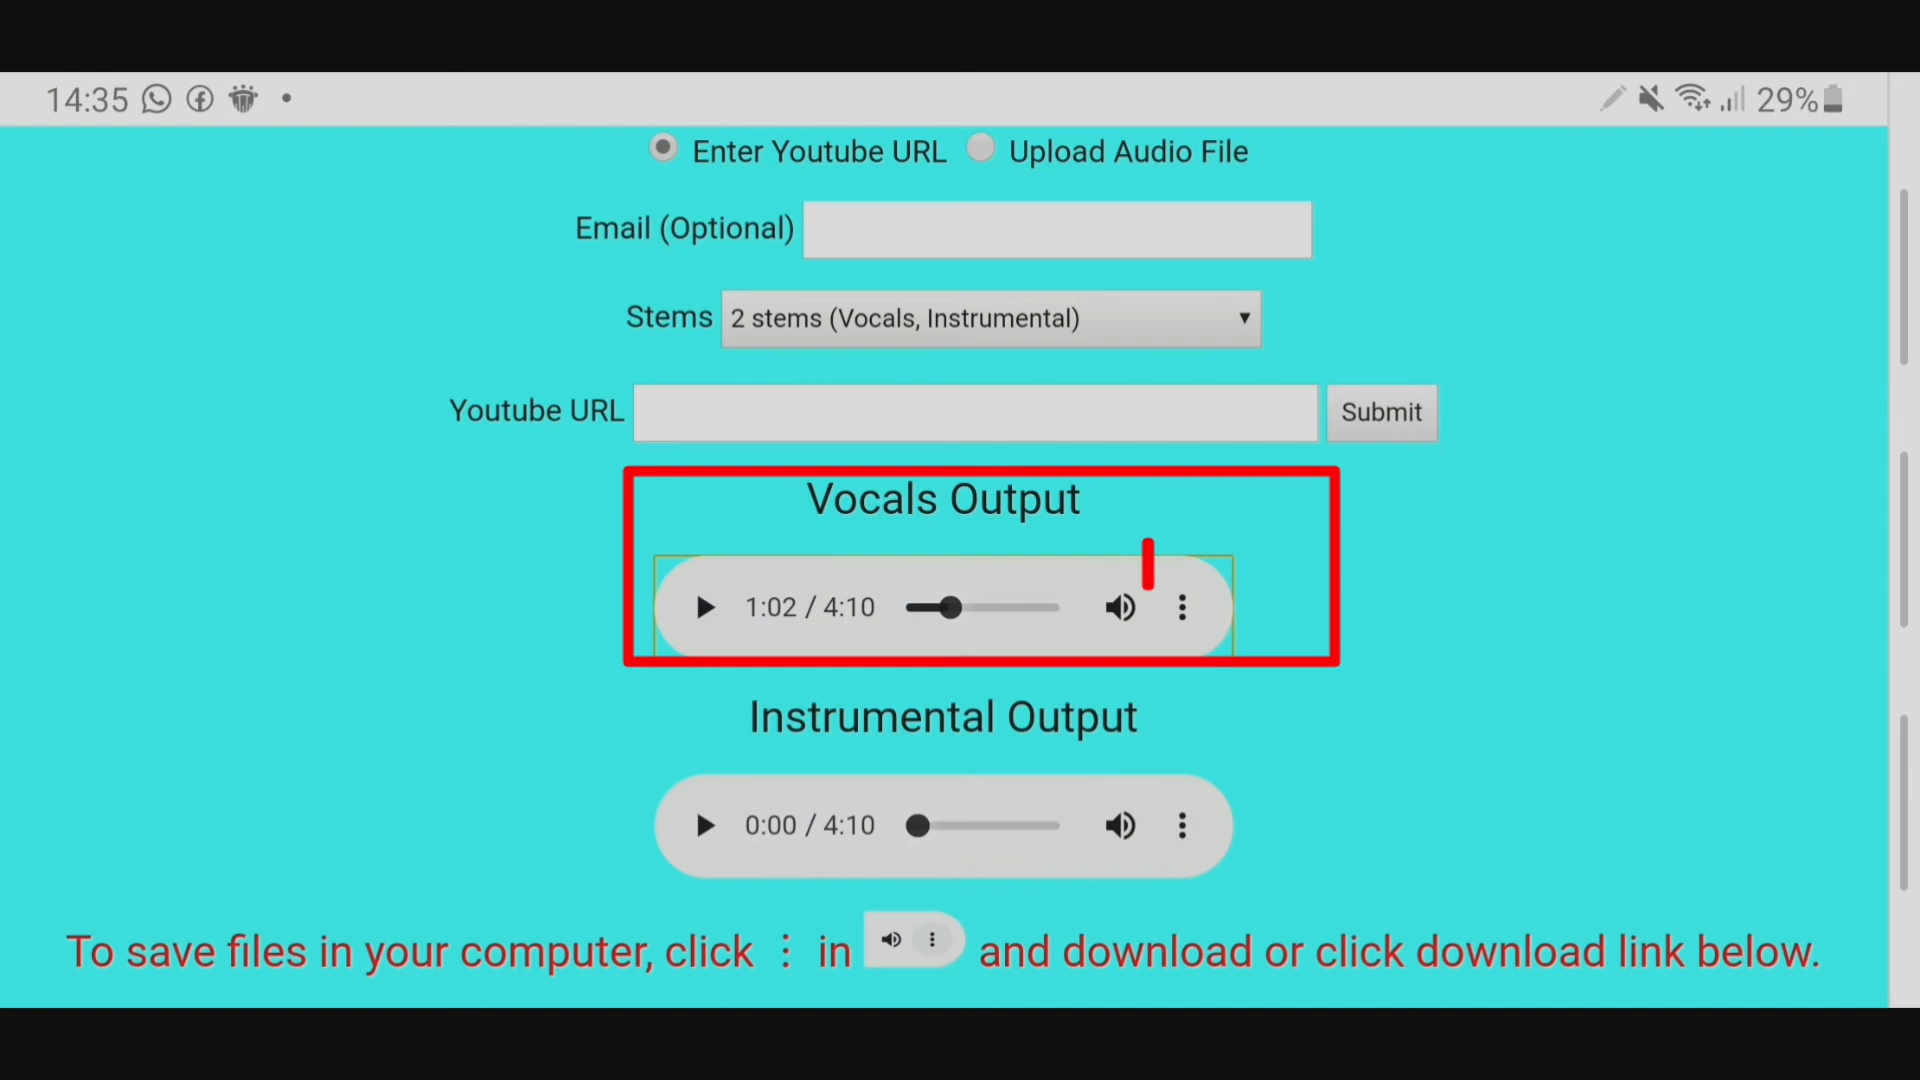 14:35 29%
Enter Youtube URL Upload Audio File
Email (Optional)
Stems 2 stems (Vocals, Instrumental)
Youtube URL Submit
Vocals Output
1:02 / 4:10
Instrumental Output
0:00 / 4:10
To save files in your computer, click ⋮ in and download or click download link below.